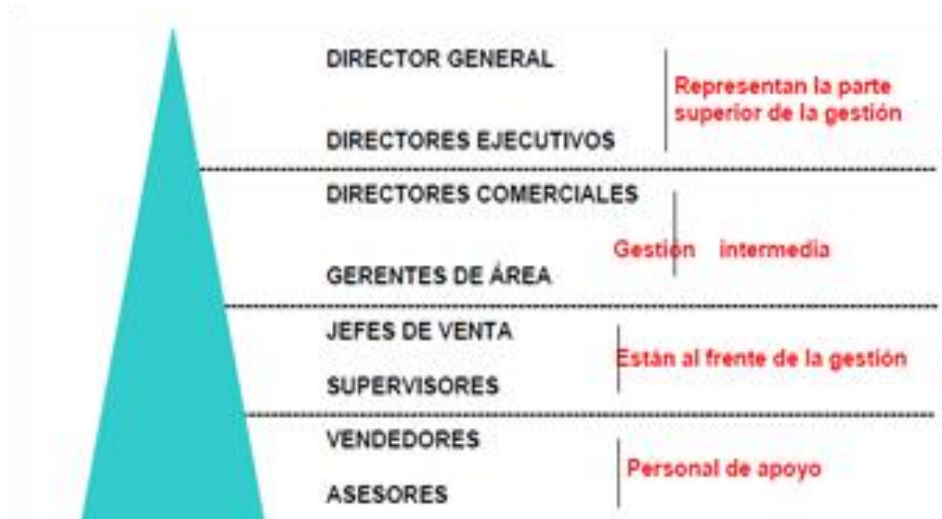 DIRECTOR GENERAL
Representan la parte
superior de la gestión
DIRECTORES EJECUTIVOS
DIRECTORES COMERCIALES
Gestión intermedia
GERENTES DE ÁREA
JEFES DE VENTA
Están al frente de la gestión
SUPERVISORES
VENDEDORES
Personal de apoyo
ASESORES